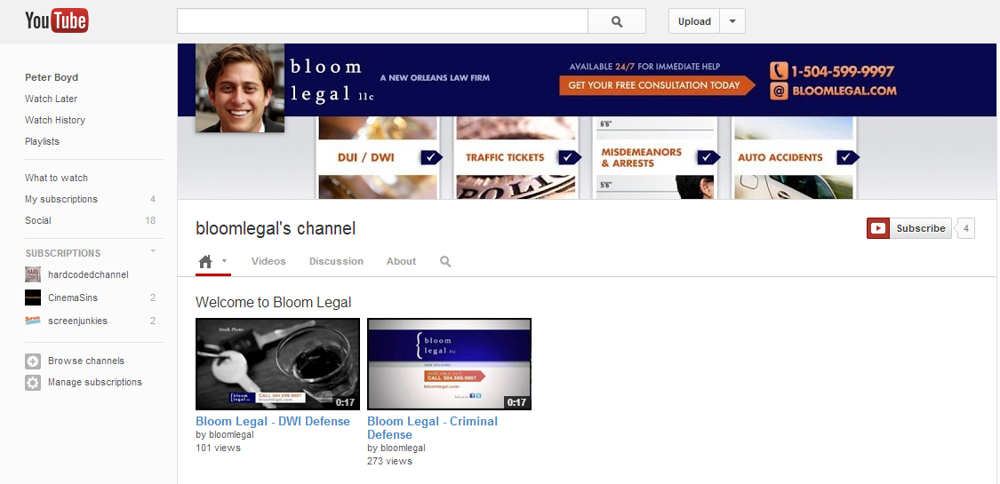 YouTube
Upload
Peter Boyd
Watch Later
Watch History
Playlists
What to watch
My subscriptions 4
Social 18
SUBSCRIPTIONS
hardcodedchannel
CinemaSins 2
screenjunkies 2
Browse channels
Manage subscriptions
bloom
legal llc
A NEW ORLEANS LAW FIRM
AVAILABLE 24/7 FOR IMMEDIATE HELP
GET YOUR FREE CONSULTATION TODAY
1-504-599-9997
@ BLOOMLEGAL.COM
DUI / DWI
TRAFFIC TICKETS
POLIC
6'6"
MISDEMEANORS
& ARRESTS
5'6"
AUTO ACCIDENTS
bloomlegal's channel
Subscribe 4
Videos Discussion About
Welcome to Bloom Legal
Stock Photo
bloom
legal
CALL 504.599.9997
bloomlegal.com
0:17
Bloom Legal - DWI Defense
by bloomlegal
101 views
bloom
legal llc
NEW ORLEANS
AVAILABLE 24/7
CALL 504.599.9997
bloomlegal.com
0:17
Bloom Legal - Criminal
Defense
by bloomlegal
273 views